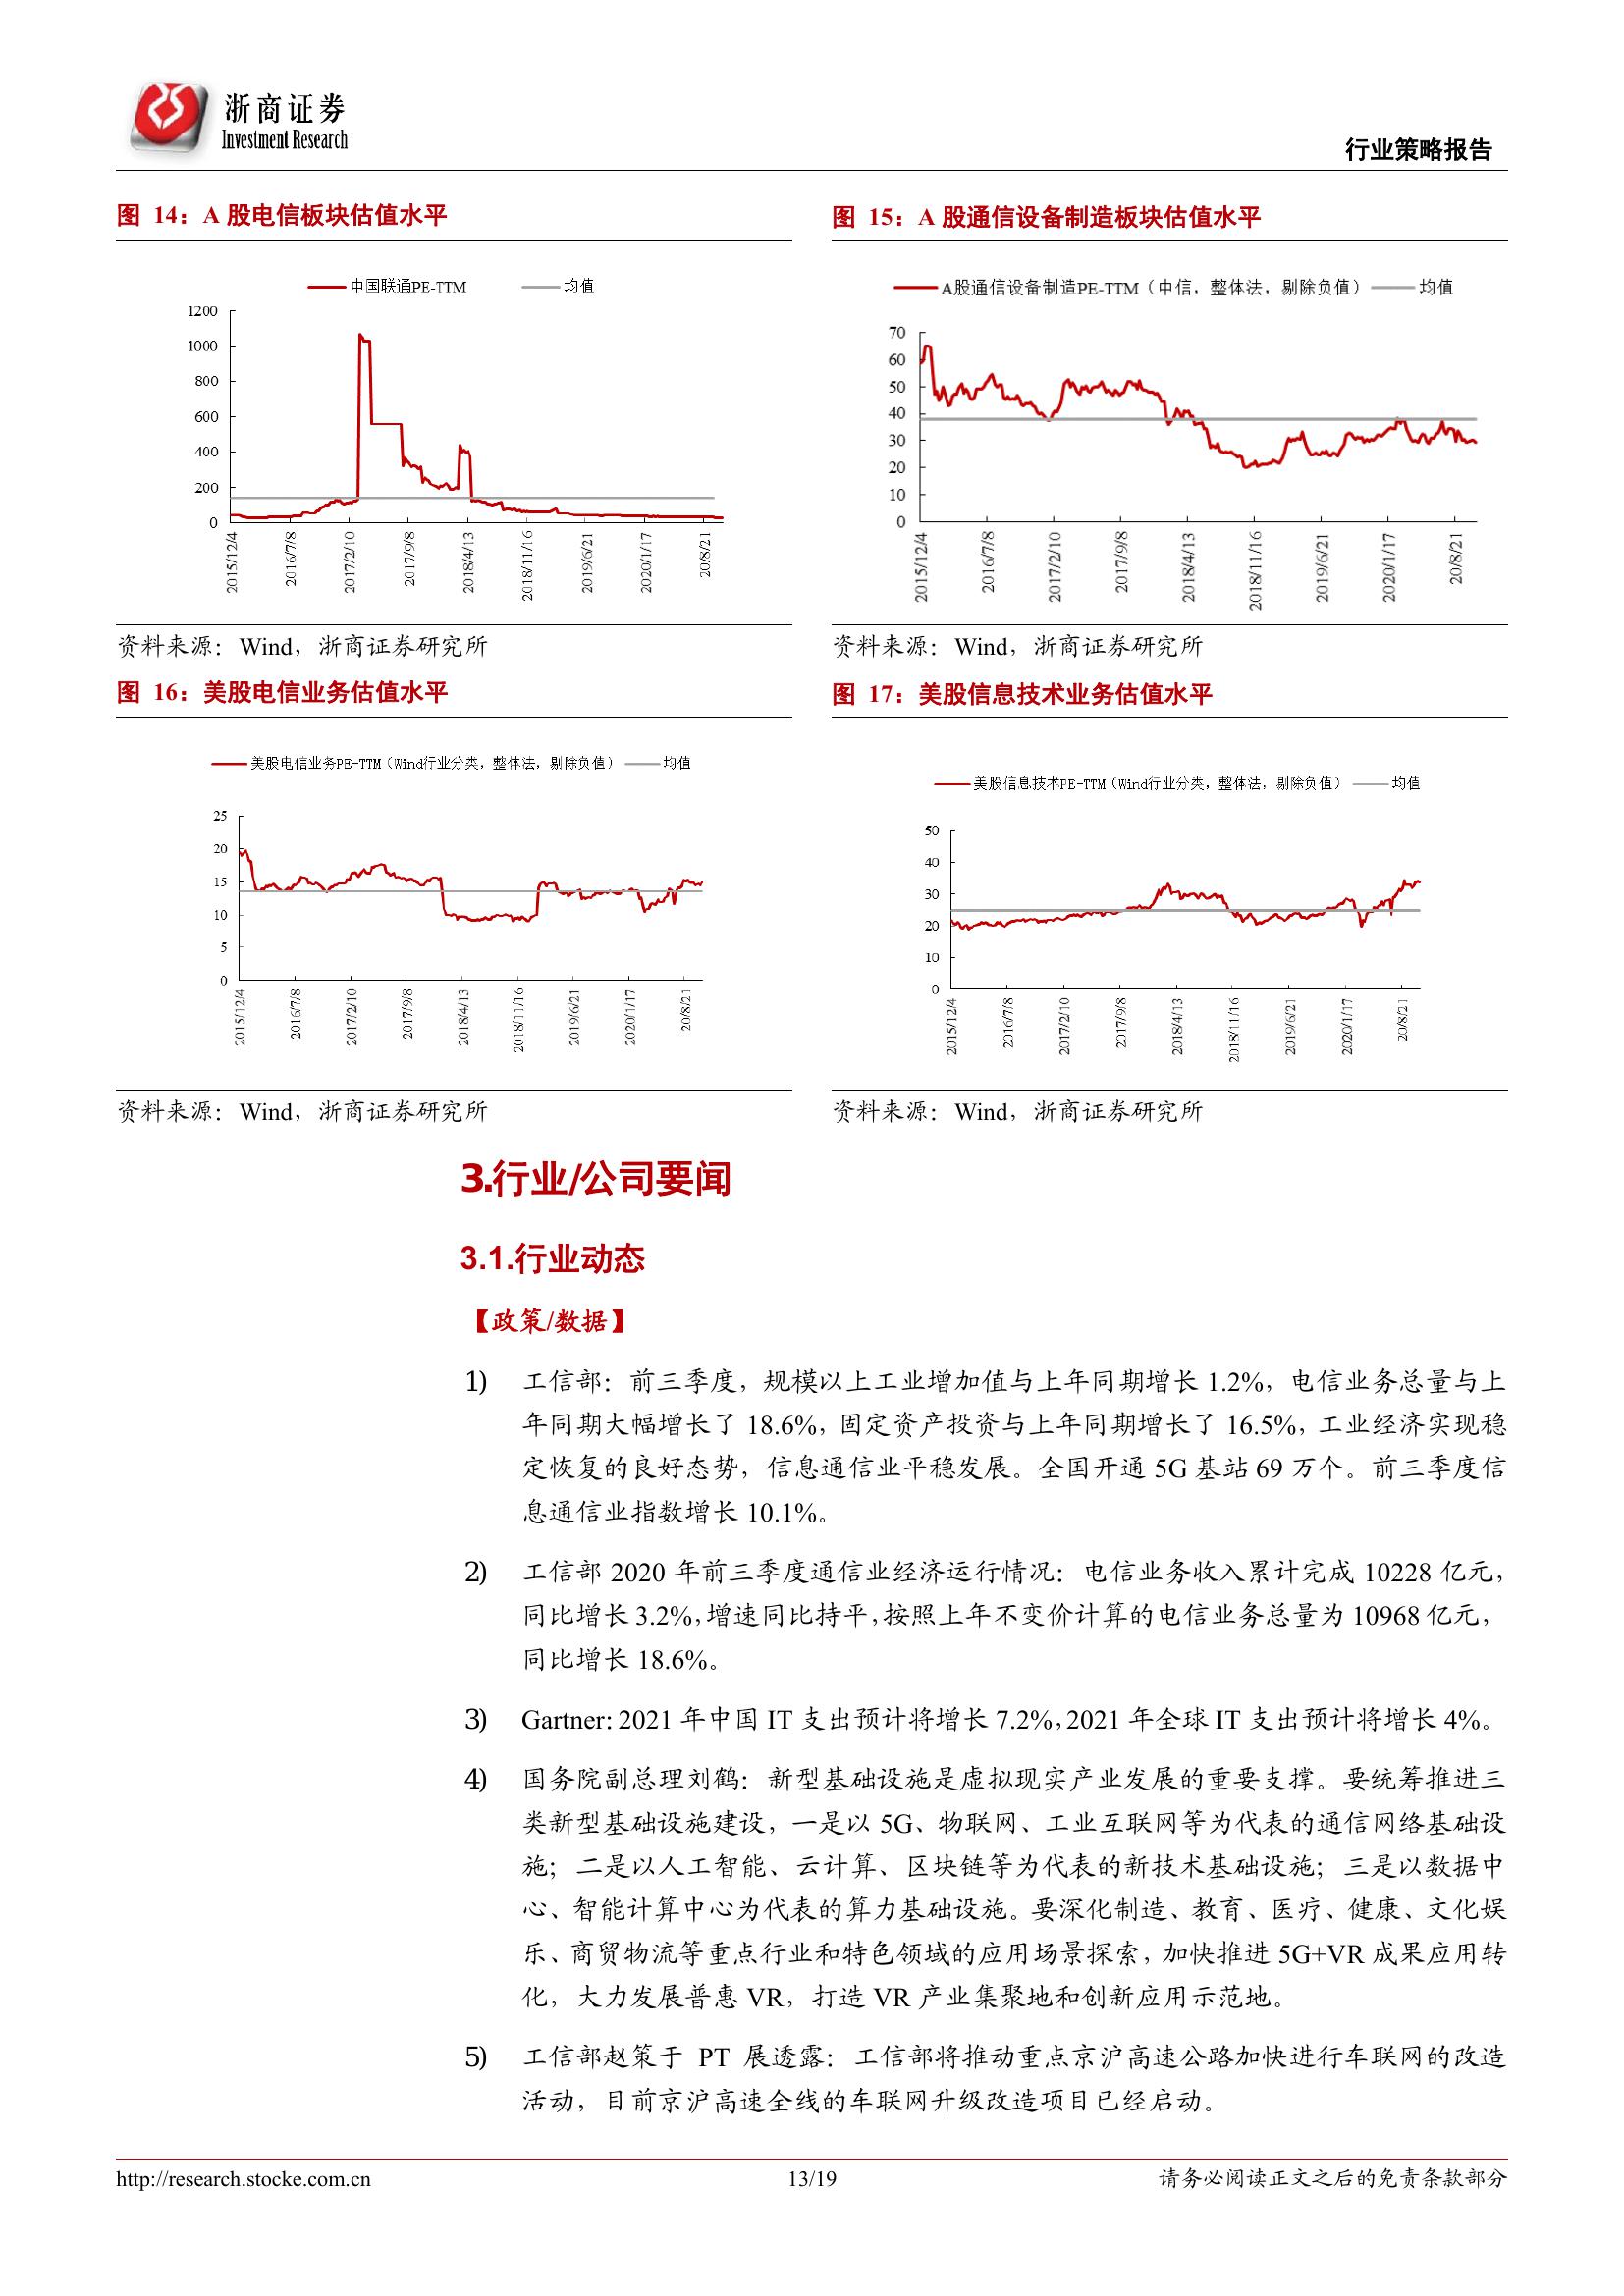 浙商证券
Investment Research
行业策略报告
图 14：A 股电信板块估值水平
中国联通PE-TTM 均值
1200
1000
800
600
400
200
0
2015/12/4 2016/7/8 2017/2/10 2017/9/8 2018/4/13 2018/11/16 2019/6/21 2020/1/17 20/8/21
资料来源：Wind，浙商证券研究所
图 15：A 股通信设备制造板块估值水平
A股通信设备制造PE-TTM（中信，整体法，剔除负值） 均值
70
60
50
40
30
20
10
0
2015/12/4 2016/7/8 2017/2/10 2017/9/8 2018/4/13 2018/11/16 2019/6/21 2020/1/17 20/8/21
资料来源：Wind，浙商证券研究所
图 16：美股电信业务估值水平
美股电信业务PE-TTM（Wind行业分类，整体法，剔除负值） 均值
25
20
15
10
5
0
2015/12/4 2016/7/8 2017/2/10 2017/9/8 2018/4/13 2018/11/16 2019/6/21 2020/1/17 20/8/21
资料来源：Wind，浙商证券研究所
图 17：美股信息技术业务估值水平
美股信息技术PE-TTM（Wind行业分类，整体法，剔除负值） 均值
50
40
30
20
10
0
2015/12/4 2016/7/8 2017/2/10 2017/9/8 2018/4/13 2018/11/16 2019/6/21 2020/1/17 20/8/21
资料来源：Wind，浙商证券研究所
3.行业/公司要闻
3.1.行业动态
【政策/数据】
1) 工信部：前三季度，规模以上工业增加值与上年同期增长 1.2%，电信业务总量与上
年同期大幅增长了 18.6%，固定资产投资与上年同期增长了 16.5%，工业经济实现稳
定恢复的良好态势，信息通信业平稳发展。全国开通 5G 基站 69 万个。前三季度信
息通信业指数增长 10.1%。
2) 工信部 2020 年前三季度通信业经济运行情况：电信业务收入累计完成 10228 亿元，
同比增长 3.2%，增速同比持平，按照上年不变价计算的电信业务总量为 10968 亿元，
同比增长 18.6%。
3) Gartner: 2021 年中国 IT 支出预计将增长 7.2%，2021 年全球 IT 支出预计将增长 4%。
4) 国务院副总理刘鹤：新型基础设施是虚拟现实产业发展的重要支撑。要统筹推进三
类新型基础设施建设，一是以 5G、物联网、工业互联网等为代表的通信网络基础设
施；二是以人工智能、云计算、区块链等为代表的新技术基础设施；三是以数据中
心、智能计算中心为代表的算力基础设施。要深化制造、教育、医疗、健康、文化娱
乐、商贸物流等重点行业和特色领域的应用场景探索，加快推进 5G+VR 成果应用转
化，大力发展普惠 VR，打造 VR 产业集聚地和创新应用示范地。
5) 工信部赵策于 PT 展透露：工信部将推动重点京沪高速公路加快进行车联网的改造
活动，目前京沪高速全线的车联网升级改造项目已经启动。
http://research.stocke.com.cn 13/19 请务必阅读正文之后的免责条款部分